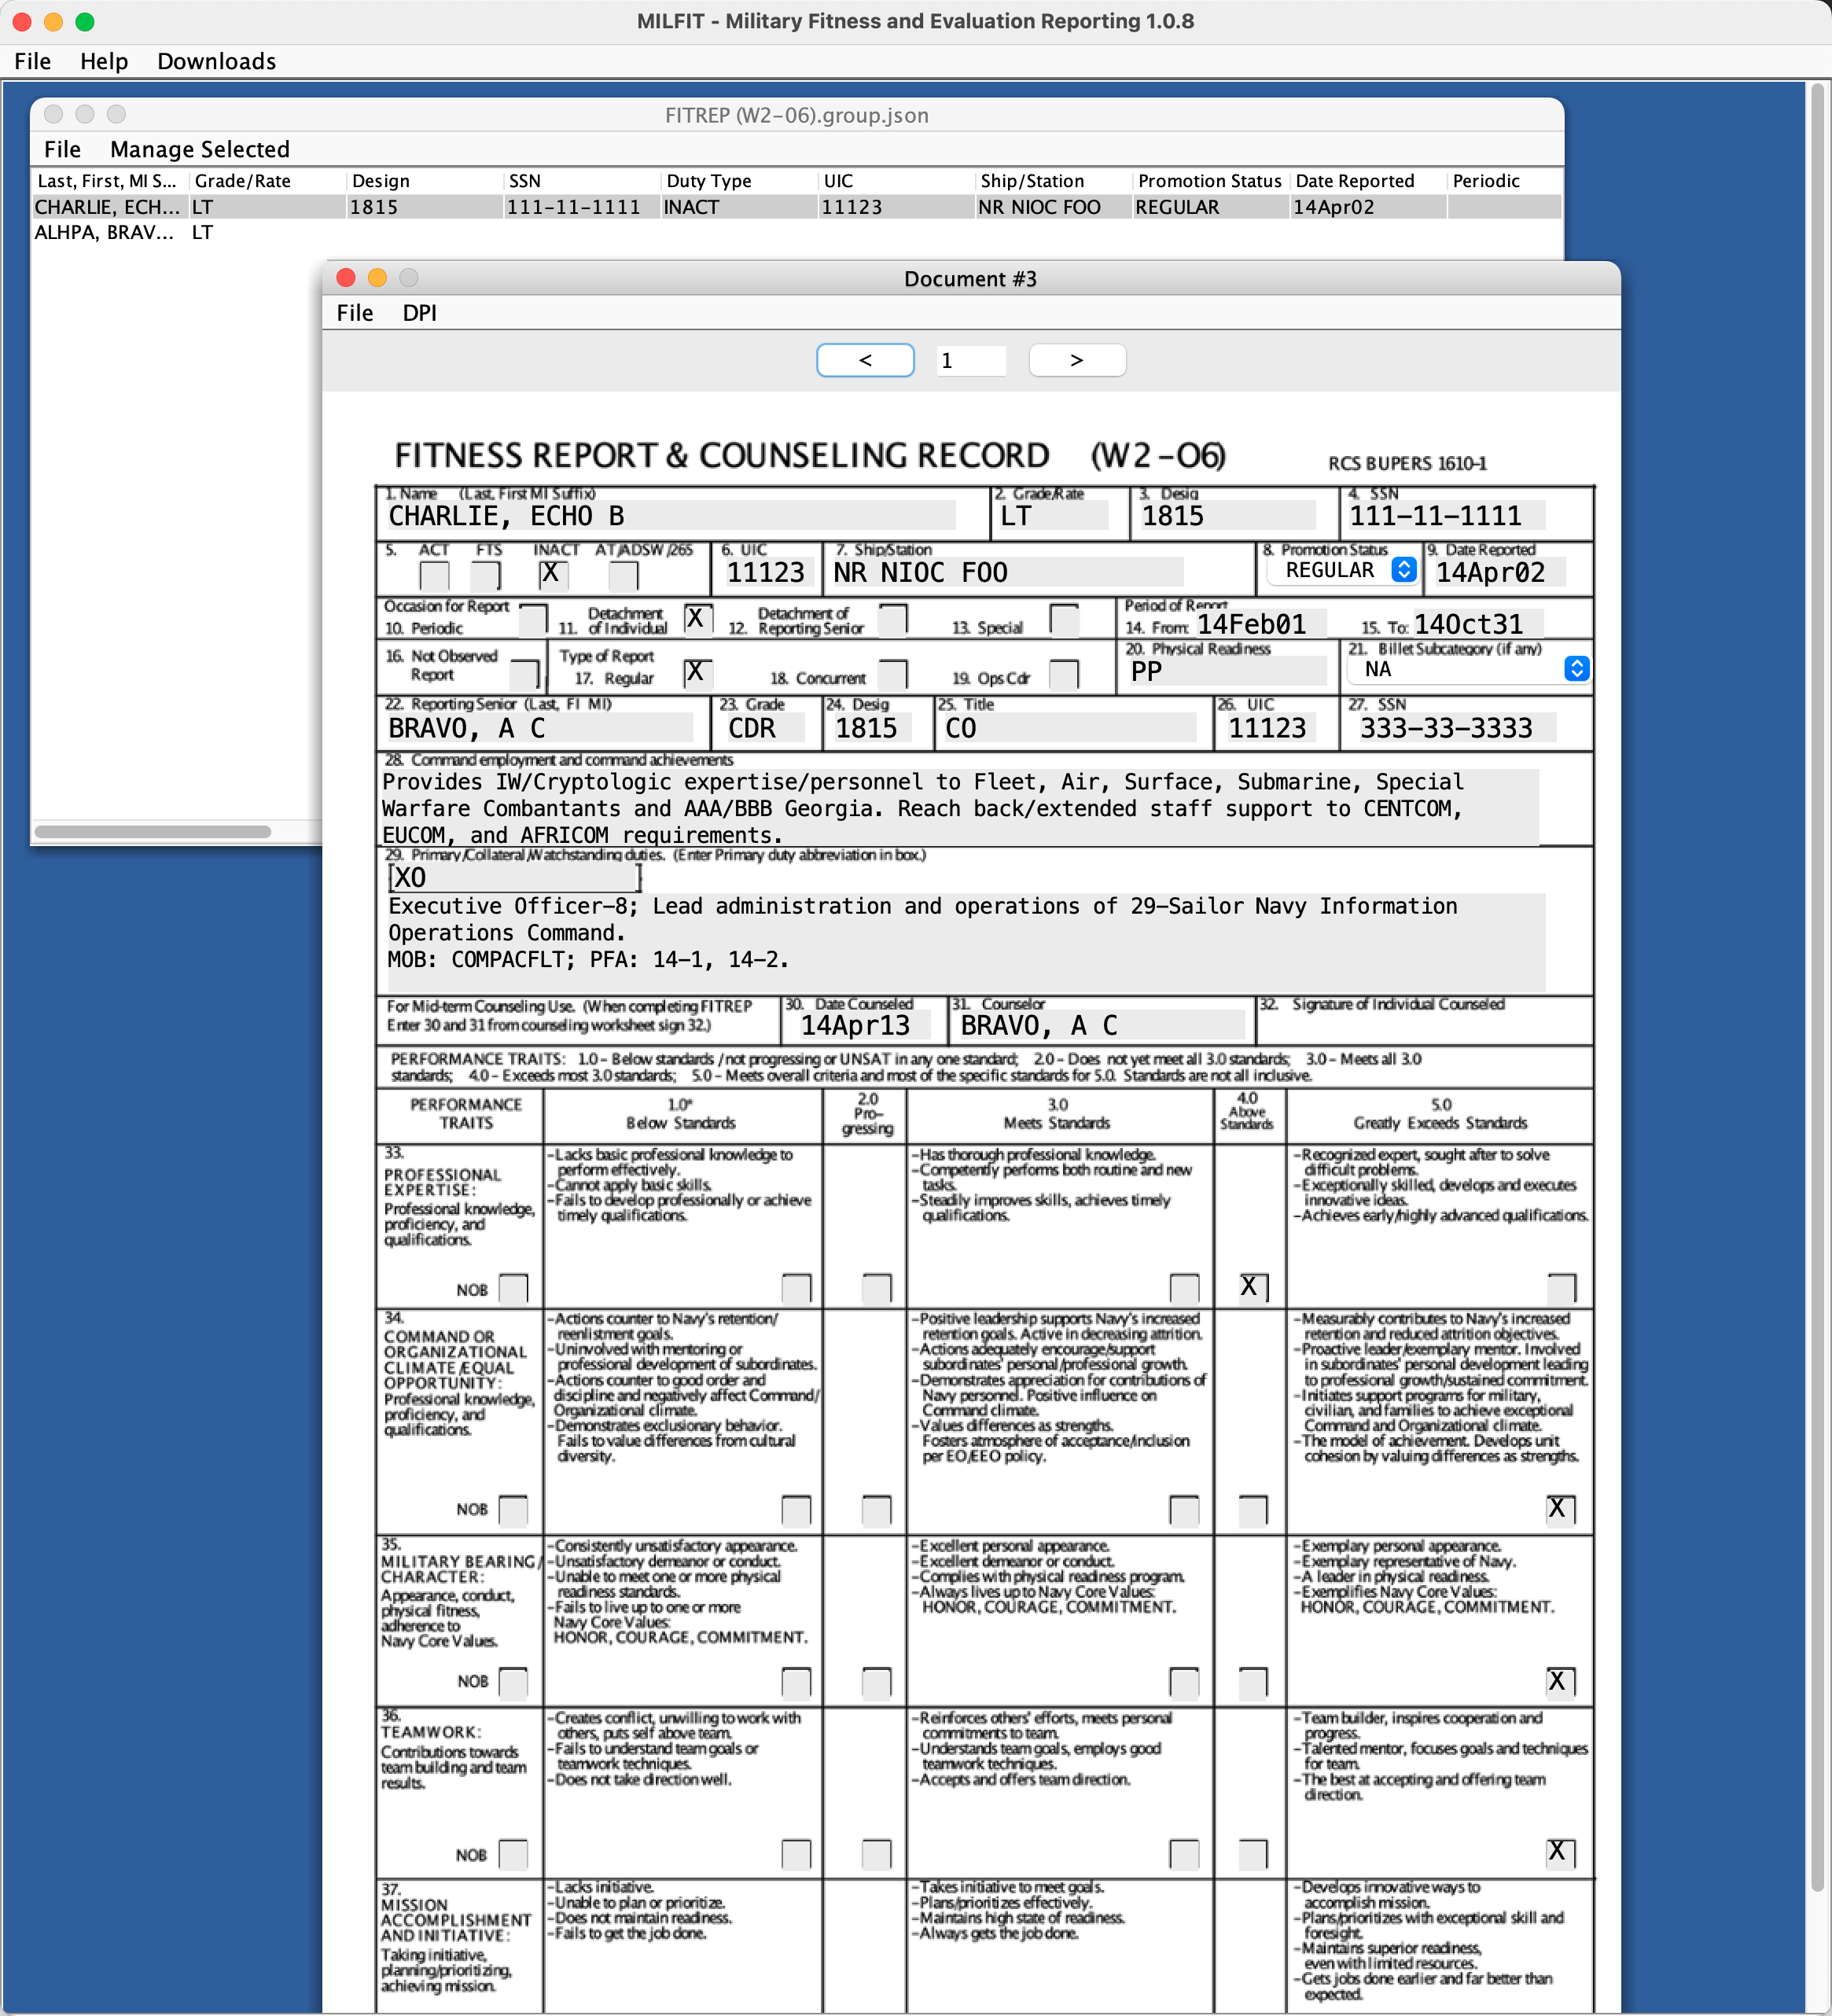 MILFIT - Military Fitness and Evaluation Reporting 1.0.8
File Help Downloads
FITREP (W2-06).group.json
File Manage Selected
Last, First, MI S... Grade/Rate Design SSN Duty Type UIC Ship/Station Promotion Status Date Reported Periodic
CHARLIE, ECH... LT 1815 111-11-1111 INACT 11123 NR NIOC FOO REGULAR 14Apr02
ALHPA, BRAV... LT
Document #3
File DPI
< 1 >
FITNESS REPORT & COUNSELING RECORD (W2-O6) RCS BUPERS 1610-1
1. Name (Last, First MI Suffix) 2. Grade/Rate 3. Desig 4. SSN
CHARLIE, ECHO B LT 1815 111-11-1111
5. ACT FTS INACT AT/ADSW/265 6. UIC 7. Ship/Station 8. Promotion Status 9. Date Reported
X 11123 NR NIOC FOO REGULAR 14Apr02
Occasion for Report Detachment Detachment of Period of Report
10. Periodic 11. of Individual X 12. Reporting Senior 13. Special 14. From: 14Feb01 15. To: 14Oct31
16. Not Observed Type of Report 20. Physical Readiness 21. Billet Subcategory (if any)
Report 17. Regular X 18. Concurrent 19. Ops Cdr PP NA
22. Reporting Senior (Last, FI MI) 23. Grade 24. Desig 25. Title 26. UIC 27. SSN
BRAVO, A C CDR 1815 CO 11123 333-33-3333
28. Command employment and command achievements
Provides IW/Cryptologic expertise/personnel to Fleet, Air, Surface, Submarine, Special
Warfare Combantants and AAA/BBB Georgia. Reach back/extended staff support to CENTCOM,
EUCOM, and AFRICOM requirements.
29. Primary/Collateral/Watchstanding duties. (Enter Primary duty abbreviation in box.)
XO
Executive Officer-8; Lead administration and operations of 29-Sailor Navy Information
Operations Command.
MOB: COMPACFLT; PFA: 14-1, 14-2.
For Mid-term Counseling Use. (When completing FITREP 30. Date Counseled 31. Counselor 32. Signature of Individual Counseled
Enter 30 and 31 from counseling worksheet sign 32.) 14Apr13 BRAVO, A C
PERFORMANCE TRAITS: 1.0 - Below standards /not progressing or UNSAT in any one standard; 2.0 - Does not yet meet all 3.0 standards; 3.0 - Meets all 3.0
standards; 4.0 - Exceeds most 3.0 standards; 5.0 - Meets overall criteria and most of the specific standards for 5.0. Standards are not all inclusive.
PERFORMANCE
TRAITS
1.0*
Below Standards
2.0
Pro-
gressing
3.0
Meets Standards
4.0
Above
Standards
5.0
Greatly Exceeds Standards
33.
PROFESSIONAL
EXPERTISE:
Professional knowledge,
proficiency, and
qualifications.
NOB
-Lacks basic professional knowledge to
perform effectively.
-Cannot apply basic skills.
-Fails to develop professionally or achieve
timely qualifications.
-Has thorough professional knowledge.
-Competently performs both routine and new
tasks.
-Steadily improves skills, achieves timely
qualifications.
X
-Recognized expert, sought after to solve
difficult problems.
-Exceptionally skilled, develops and executes
innovative ideas.
-Achieves early/highly advanced qualifications.
34.
COMMAND OR
ORGANIZATIONAL
CLIMATE/EQUAL
OPPORTUNITY:
Professional knowledge,
proficiency, and
qualifications.
NOB
-Actions counter to Navy's retention/
reenlistment goals.
-Uninvolved with mentoring or
professional development of subordinates.
-Actions counter to good order and
discipline and negatively affect Command/
Organizational climate.
-Demonstrates exclusionary behavior.
Fails to value differences from cultural
diversity.
-Positive leadership supports Navy's increased
retention goals. Active in decreasing attrition.
-Actions adequately encourage/support
subordinates' personal/professional growth.
-Demonstrates appreciation for contributions of
Navy personnel. Positive influence on
Command climate.
-Values differences as strengths.
Fosters atmosphere of acceptance/inclusion
per EO/EEO policy.
-Measurably contributes to Navy's increased
retention and reduced attrition objectives.
-Proactive leader/exemplary mentor. Involved
in subordinates' personal development leading
to professional growth/sustained commitment.
-Initiates support programs for military,
civilian, and families to achieve exceptional
Command and Organizational climate.
-The model of achievement. Develops unit
cohesion by valuing differences as strengths.
X
35.
MILITARY BEARING/
CHARACTER:
Appearance, conduct,
physical fitness,
adherence to
Navy Core Values.
NOB
-Consistently unsatisfactory appearance.
-Unsatisfactory demeanor or conduct.
-Unable to meet one or more physical
readiness standards.
-Fails to live up to one or more
Navy Core Values:
HONOR, COURAGE, COMMITMENT.
-Excellent personal appearance.
-Excellent demeanor or conduct.
-Complies with physical readiness program.
-Always lives up to Navy Core Values:
HONOR, COURAGE, COMMITMENT.
-Exemplary personal appearance.
-Exemplary representative of Navy.
-A leader in physical readiness.
-Exemplifies Navy Core Values:
HONOR, COURAGE, COMMITMENT.
X
36.
TEAMWORK:
Contributions towards
team building and team
results.
NOB
-Creates conflict, unwilling to work with
others, puts self above team.
-Fails to understand team goals or
teamwork techniques.
-Does not take direction well.
-Reinforces others' efforts, meets personal
commitments to team.
-Understands team goals, employs good
teamwork techniques.
-Accepts and offers team direction.
-Team builder, inspires cooperation and
progress.
-Talented mentor, focuses goals and techniques
for team.
-The best at accepting and offering team
direction.
X
37.
MISSION
ACCOMPLISHMENT
AND INITIATIVE:
Taking initiative,
planning/prioritizing,
achieving mission.
-Lacks initiative.
-Unable to plan or prioritize.
-Does not maintain readiness.
-Fails to get the job done.
-Takes initiative to meet goals.
-Plans/prioritizes effectively.
-Maintains high state of readiness.
-Always gets the job done.
-Develops innovative ways to
accomplish mission.
-Plans/prioritizes with exceptional skill and
foresight.
-Maintains superior readiness,
even with limited resources.
-Gets jobs done earlier and far better than
expected.